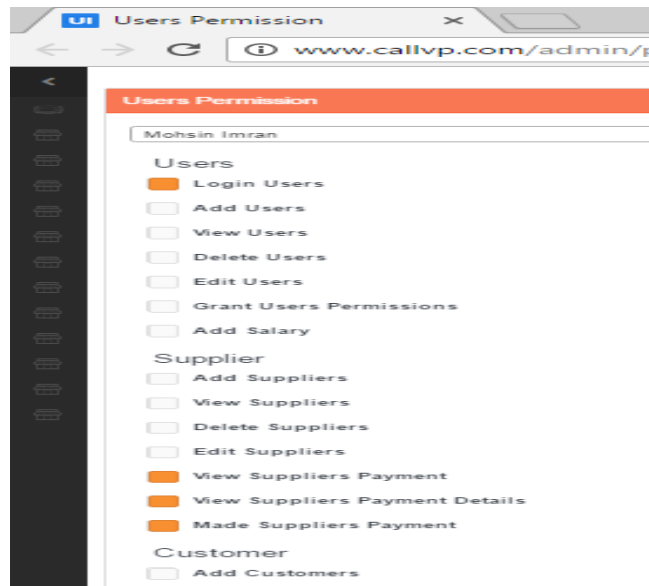 UI Users Permission
www.callvp.com/admin/
Users Permission
Mohsin Imran
Users
Login Users
Add Users
View Users
Delete Users
Edit Users
Grant Users Permissions
Add Salary
Supplier
Add Suppliers
View Suppliers
Delete Suppliers
Edit Suppliers
View Suppliers Payment
View Suppliers Payment Details
Made Suppliers Payment
Customer
Add Customers